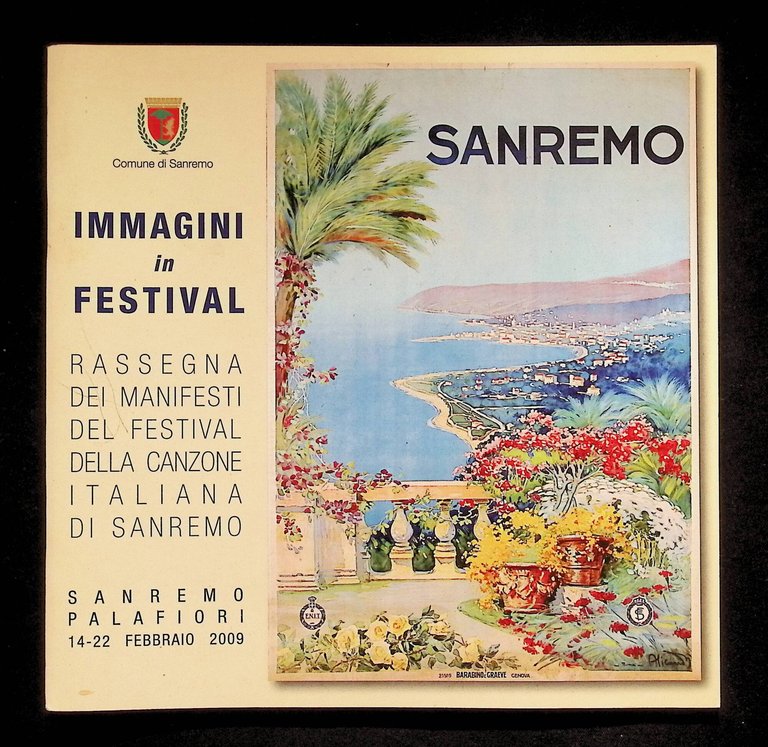 Comune di Sanremo
IMMAGINI
in
FESTIVAL
RASSEGNA
DEI MANIFESTI
DEL FESTIVAL
DELLA CANZONE
ITALIANA
DI SANREMO
SANREMO
PALAFIORI
14-22 FEBBRAIO 2009
SANREMO
E.N.I.T.
BARABINO & GRAEVE GENOVA